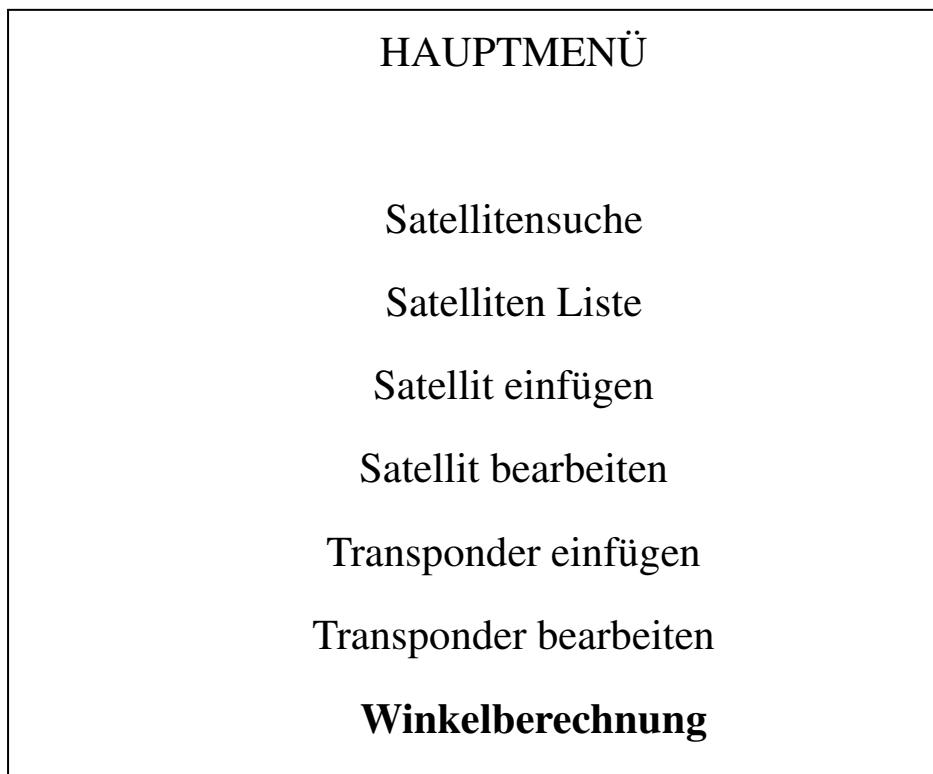 HAUPTMENÜ
Satellitensuche
Satelliten Liste
Satellit einfügen
Satellit bearbeiten
Transponder einfügen
Transponder bearbeiten
Winkelberechnung